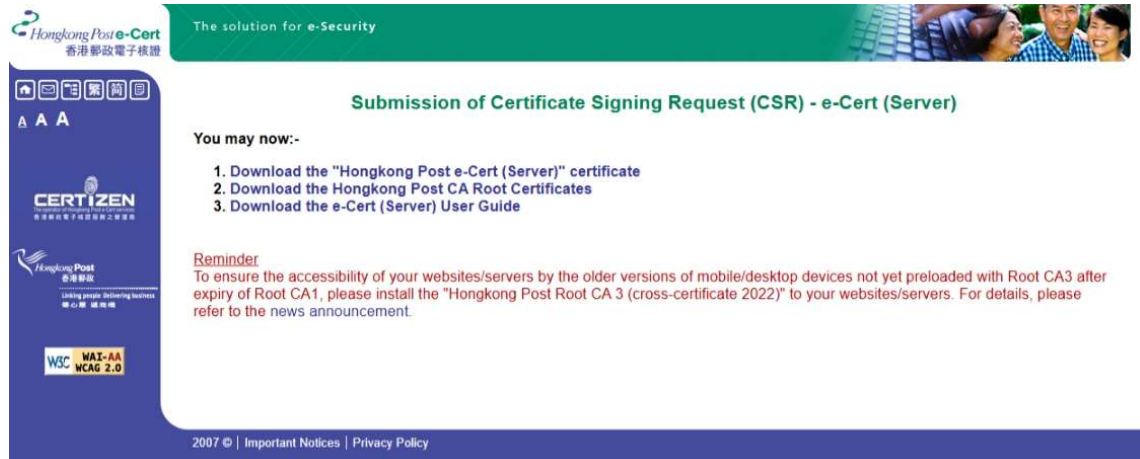 Hongkong Post e-Cert
香港郵政電子核證
The solution for e-Security
繁 简
A A A
Submission of Certificate Signing Request (CSR) - e-Cert (Server)
You may now:-
1. Download the "Hongkong Post e-Cert (Server)" certificate
2. Download the Hongkong Post CA Root Certificates
3. Download the e-Cert (Server) User Guide
CERTIZEN
Hongkong Post
香港郵政
Linking people Delivering business
Reminder
To ensure the accessibility of your websites/servers by the older versions of mobile/desktop devices not yet preloaded with Root CA3 after
expiry of Root CA1, please install the "Hongkong Post Root CA 3 (cross-certificate 2022)" to your websites/servers. For details, please
refer to the news announcement.
W3C WAI-AA
WCAG 2.0
2007 © | Important Notices | Privacy Policy